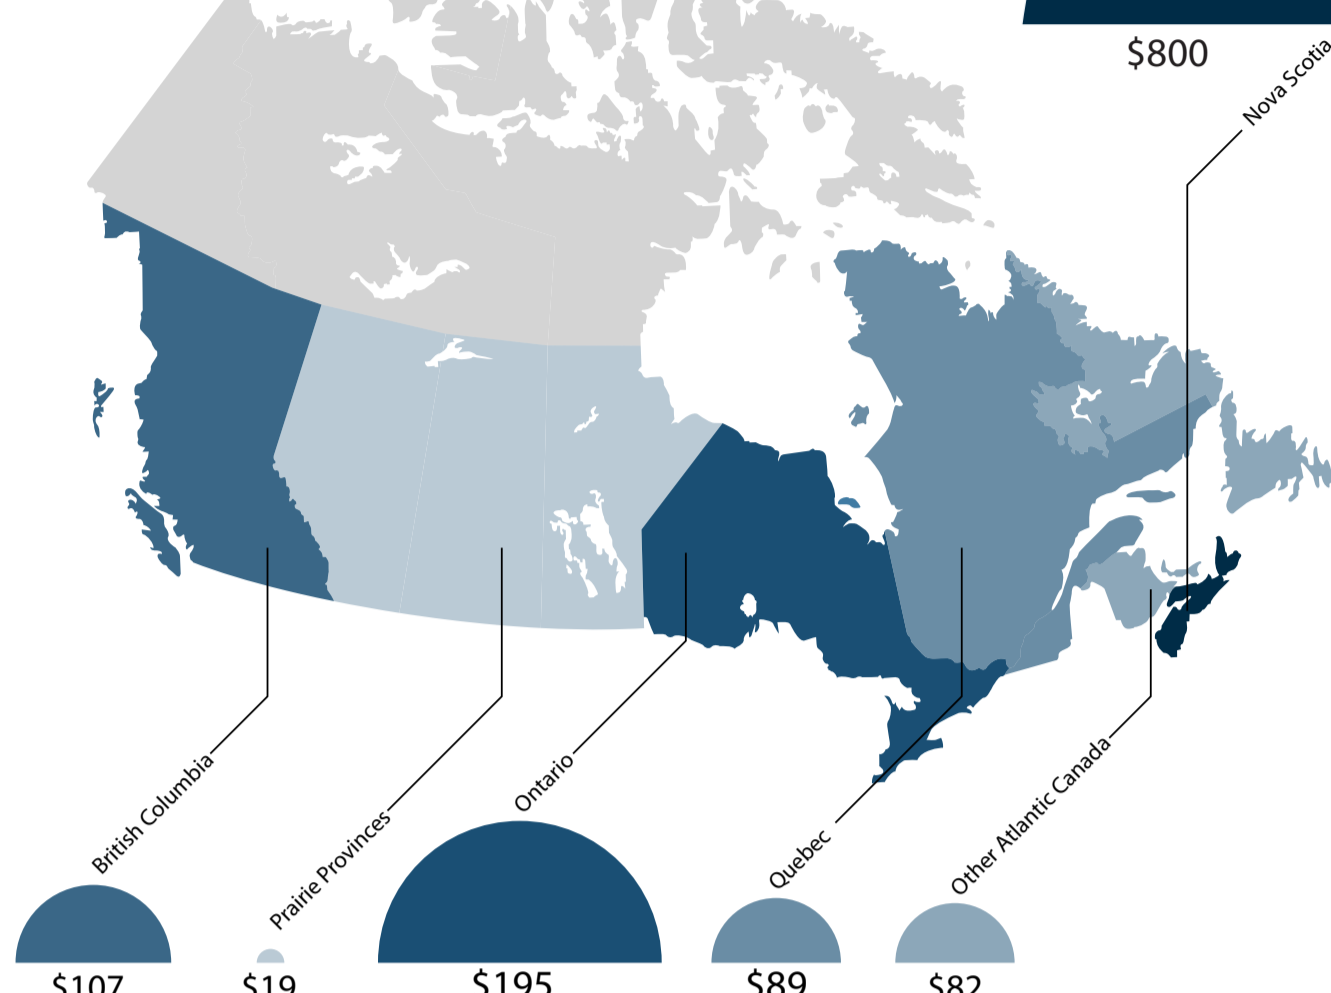 $800
Nova Scotia
British Columbia
Prairie Provinces
Ontario
Quebec
Other Atlantic Canada
$107
$19
$195
$89
$82